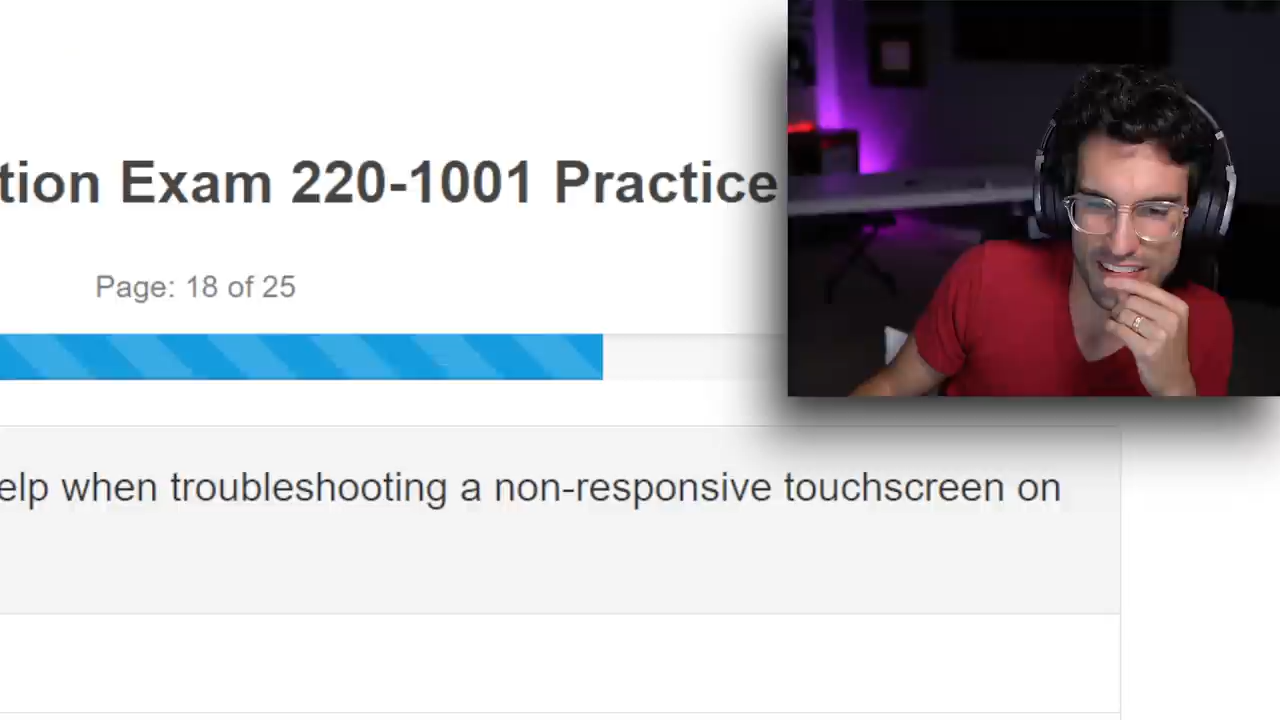 tion Exam 220-1001 Practice
Page: 18 of 25
elp when troubleshooting a non-responsive touchscreen on